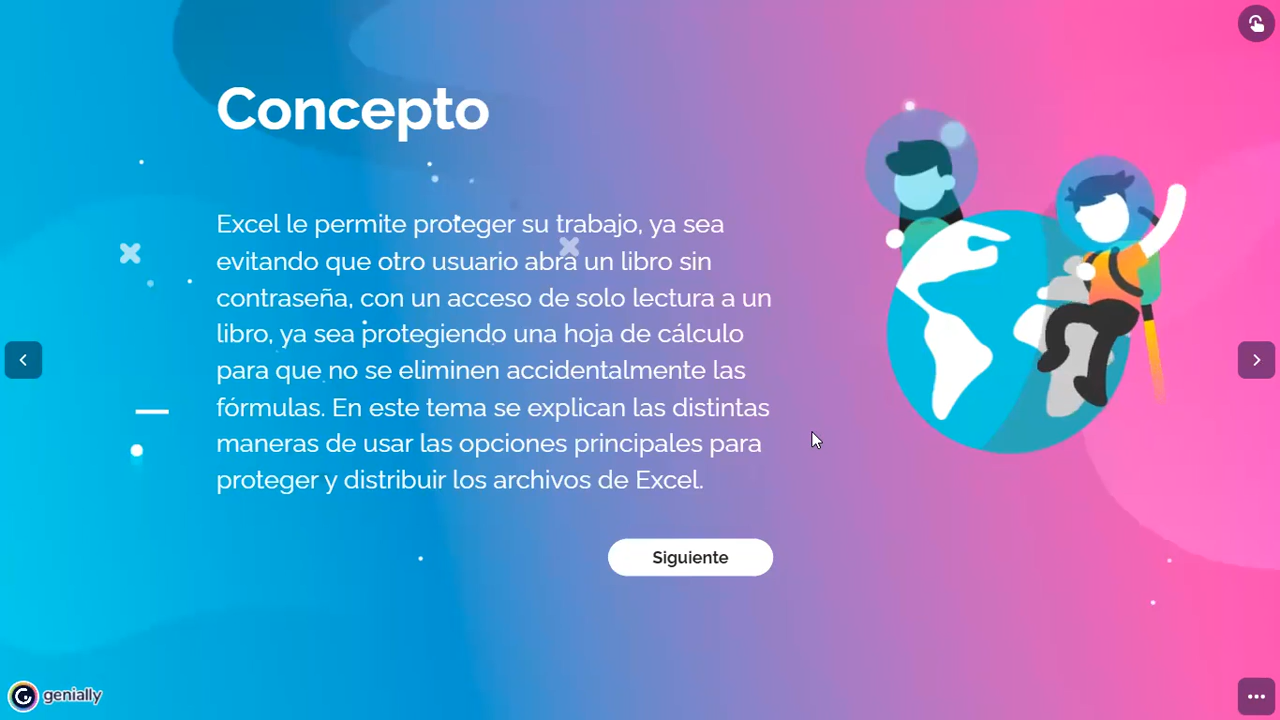 Concepto
Excel le permite proteger su trabajo, ya sea
evitando que otro usuario abra un libro sin
contraseña, con un acceso de solo lectura a un
libro, ya sea protegiendo una hoja de cálculo
para que no se eliminen accidentalmente las
fórmulas. En este tema se explican las distintas
maneras de usar las opciones principales para
proteger y distribuir los archivos de Excel.
Siguiente
genially